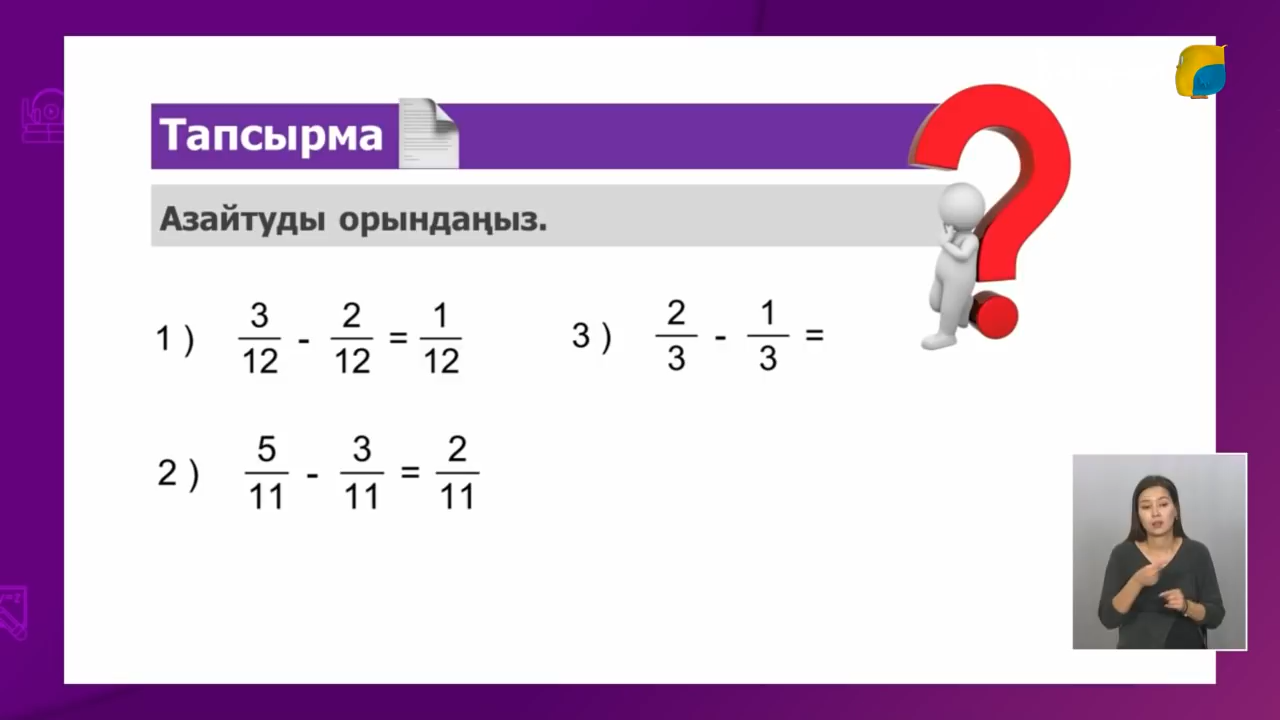 Тапсырма
Азайтуды орындаңыз.
1 ) 3/12 - 2/12 = 1/12
3 ) 2/3 - 1/3 =
2 ) 5/11 - 3/11 = 2/11